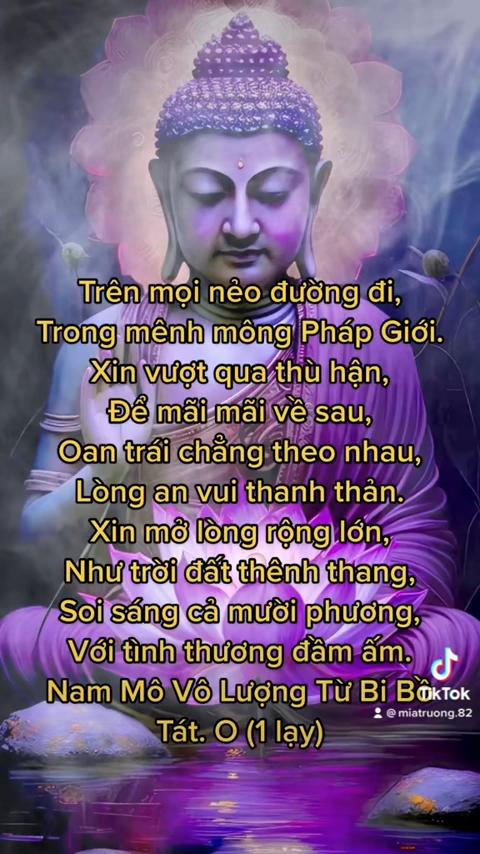 Trên mọi nẻo đường đi,
Trong mênh mông Pháp Giới.
Xin vượt qua thù hận,
Để mãi mãi về sau,
Oan trái chẳng theo nhau,
Lòng an vui thanh thản.
Xin mở lòng rộng lớn,
Như trời đất thênh thang,
Soi sáng cả mười phương,
Với tình thương đầm ấm.
Nam Mô Vô Lượng Từ Bi Bồ
Tát. O (1 lạy)
TikTok
@miatruong.82